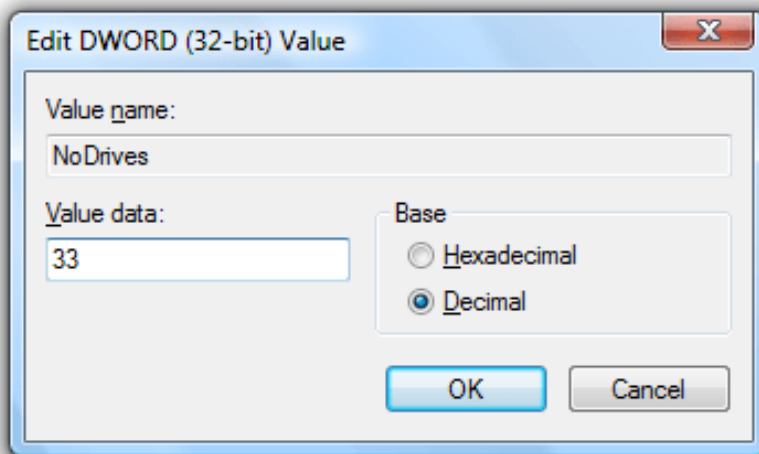 Edit DWORD (32-bit) Value
Value name:
NoDrives
Value data:
33
Base
Hexadecimal
Decimal
OK
Cancel